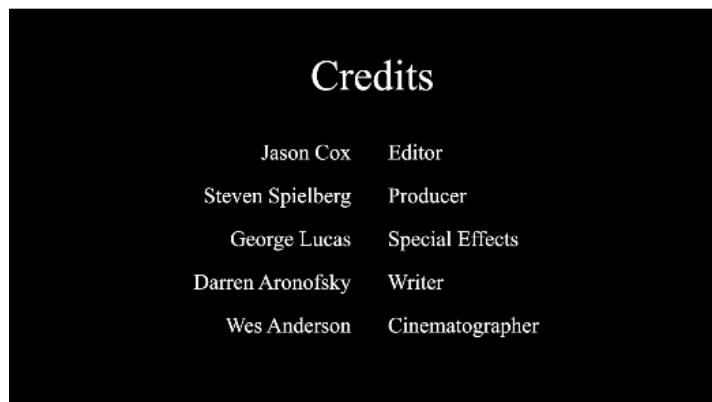 Credits
Jason Cox Editor
Steven Spielberg Producer
George Lucas Special Effects
Darren Aronofsky Writer
Wes Anderson Cinematographer